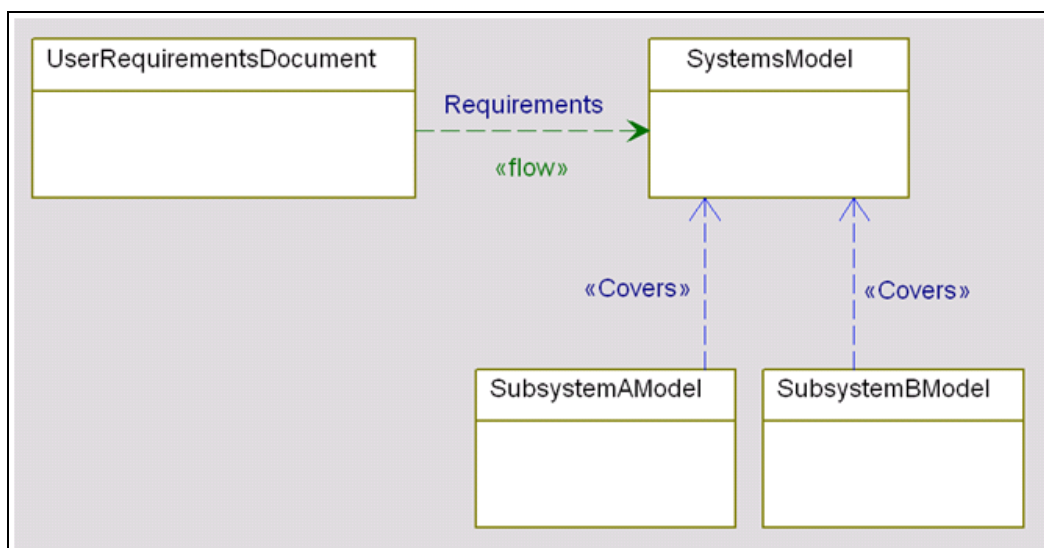 UserRequirementsDocument
SystemsModel
Requirements
«flow»
«Covers»
«Covers»
SubsystemAModel
SubsystemBModel